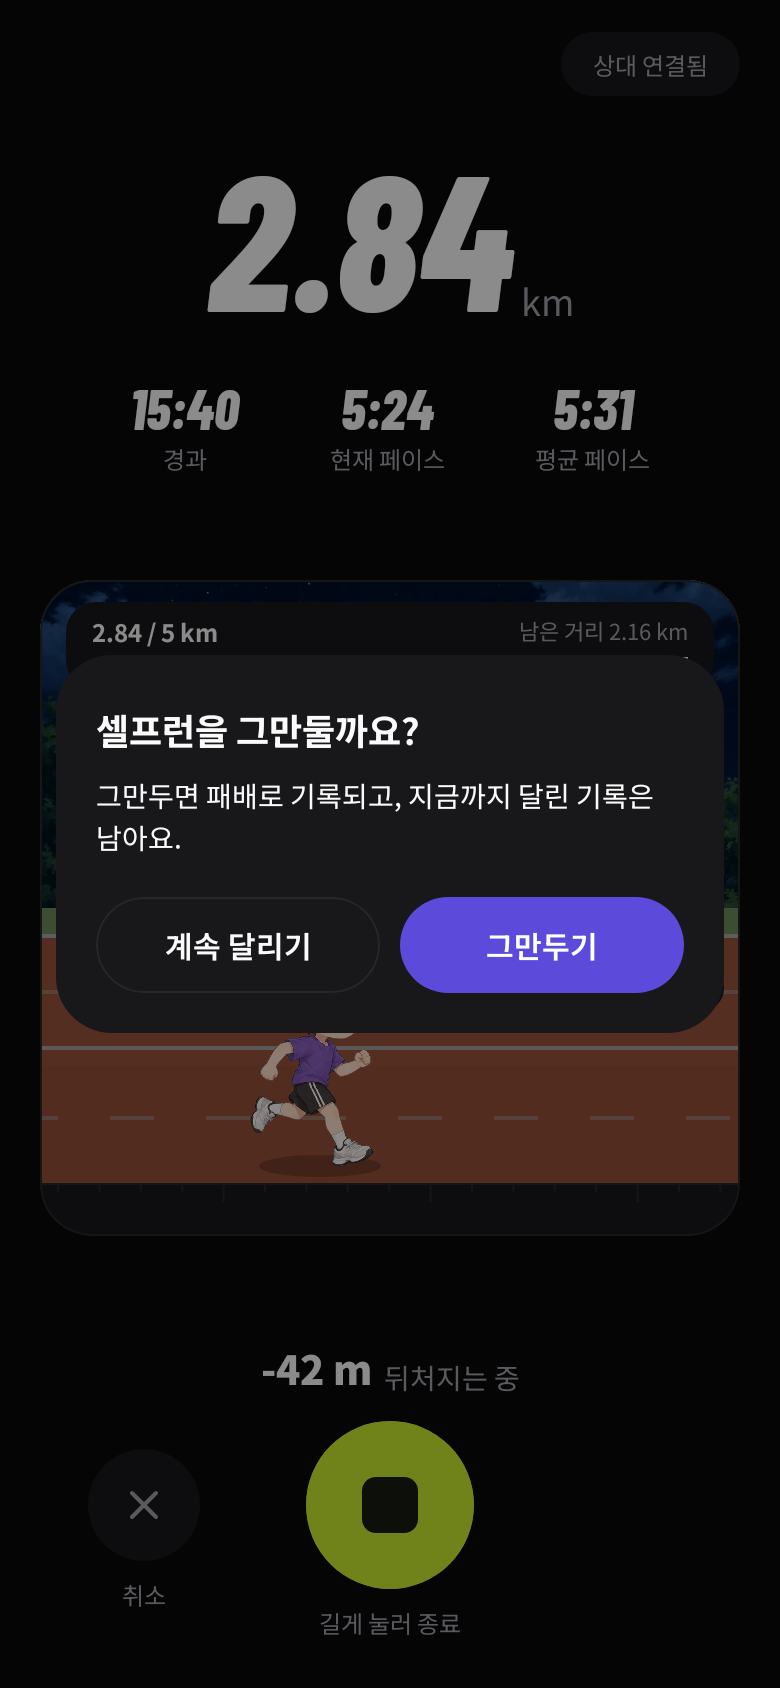 상대 연결됨
2.84 km
15:40 5:24 5:31
경과 현재 페이스 평균 페이스
2.84 / 5 km 남은 거리 2.16 km
셀프런을 그만둘까요?
그만두면 패배로 기록되고, 지금까지 달린 기록은
남아요.
계속 달리기 그만두기
-42 m 뒤처지는 중
취소
길게 눌러 종료